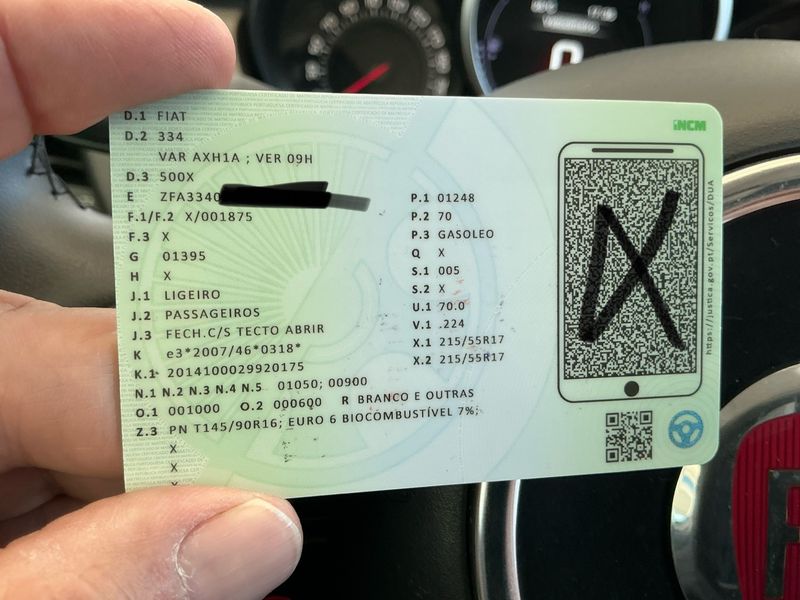 D.1 FIAT
D.2 334
VAR AXH1A ; VER 09H
D.3 500X
E ZFA3340
F.1/F.2 X/001875
F.3 X
G 01395
H X
J.1 LIGEIRO
J.2 PASSAGEIROS
J.3 FECH.C/S TECTO ABRIR
K e3*2007/46*0318*
K.1 2014100029920175
N.1 N.2 N.3 N.4 N.5 01050; 00900
O.1 001000 O.2 000600 R BRANCO E OUTRAS
Z.3 PN T145/90R16; EURO 6 BIOCOMBUSTÍVEL 7%;
X
X
X
P.1 01248
P.2 70
P.3 GASOLEO
Q X
S.1 005
S.2 X
U.1 70.0
V.1 .224
X.1 215/55R17
X.2 215/55R17
INCM
https://justica.gov.pt/Servicos/DUA